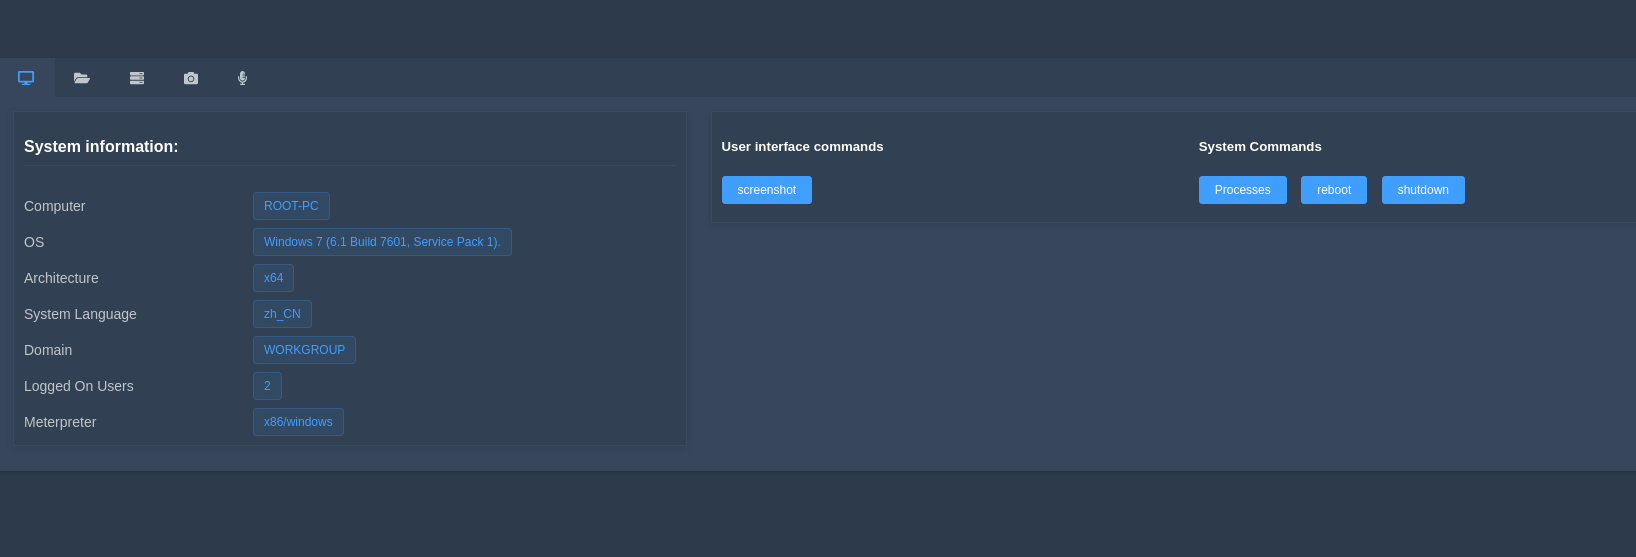 System information:
User interface commands
System Commands
screenshot
Processes
reboot
shutdown
Computer ROOT-PC
OS Windows 7 (6.1 Build 7601, Service Pack 1).
Architecture x64
System Language zh_CN
Domain WORKGROUP
Logged On Users 2
Meterpreter x86/windows